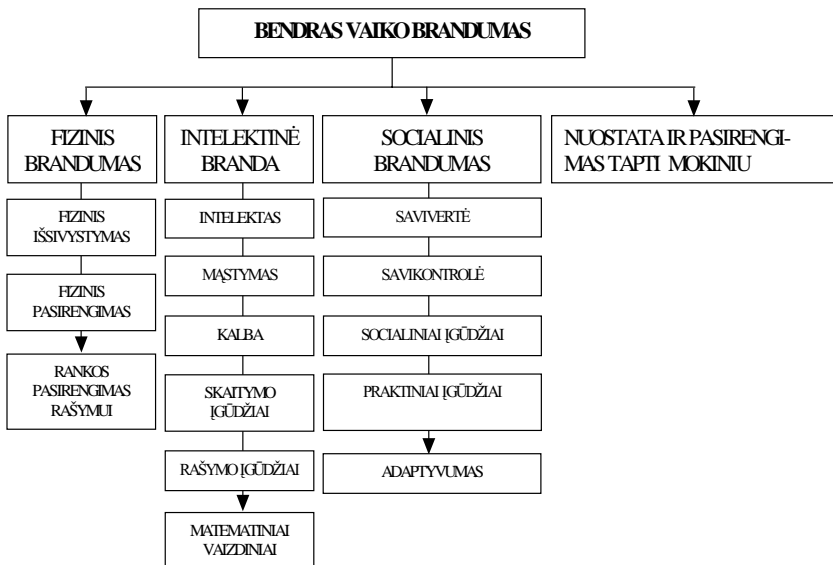 BENDRAS VAIKO BRANDUMAS
FIZINIS
BRANDUMAS
FIZINIS
IŠSIVYSTYMAS
FIZINIS
PASIRENGIMAS
RANKOS
PASIRENGIMAS
RAŠYMUI
INTELEKTINĖ
BRANDA
INTELEKTAS
MĄSTYMAS
KALBA
SKAITYMO
ĮGŪDŽIAI
RAŠYMO ĮGŪDŽIAI
MATEMATINIAI
VAIZDINIAI
SOCIALINIS
BRANDUMAS
SAVIVERTĖ
SAVIKONTROLĖ
SOCIALINIAI ĮGŪDŽIAI
PRAKTINIAI ĮGŪDŽIAI
ADAPTYVUMAS
NUOSTATA IR PASIRENGI-
MAS TAPTI MOKINIU